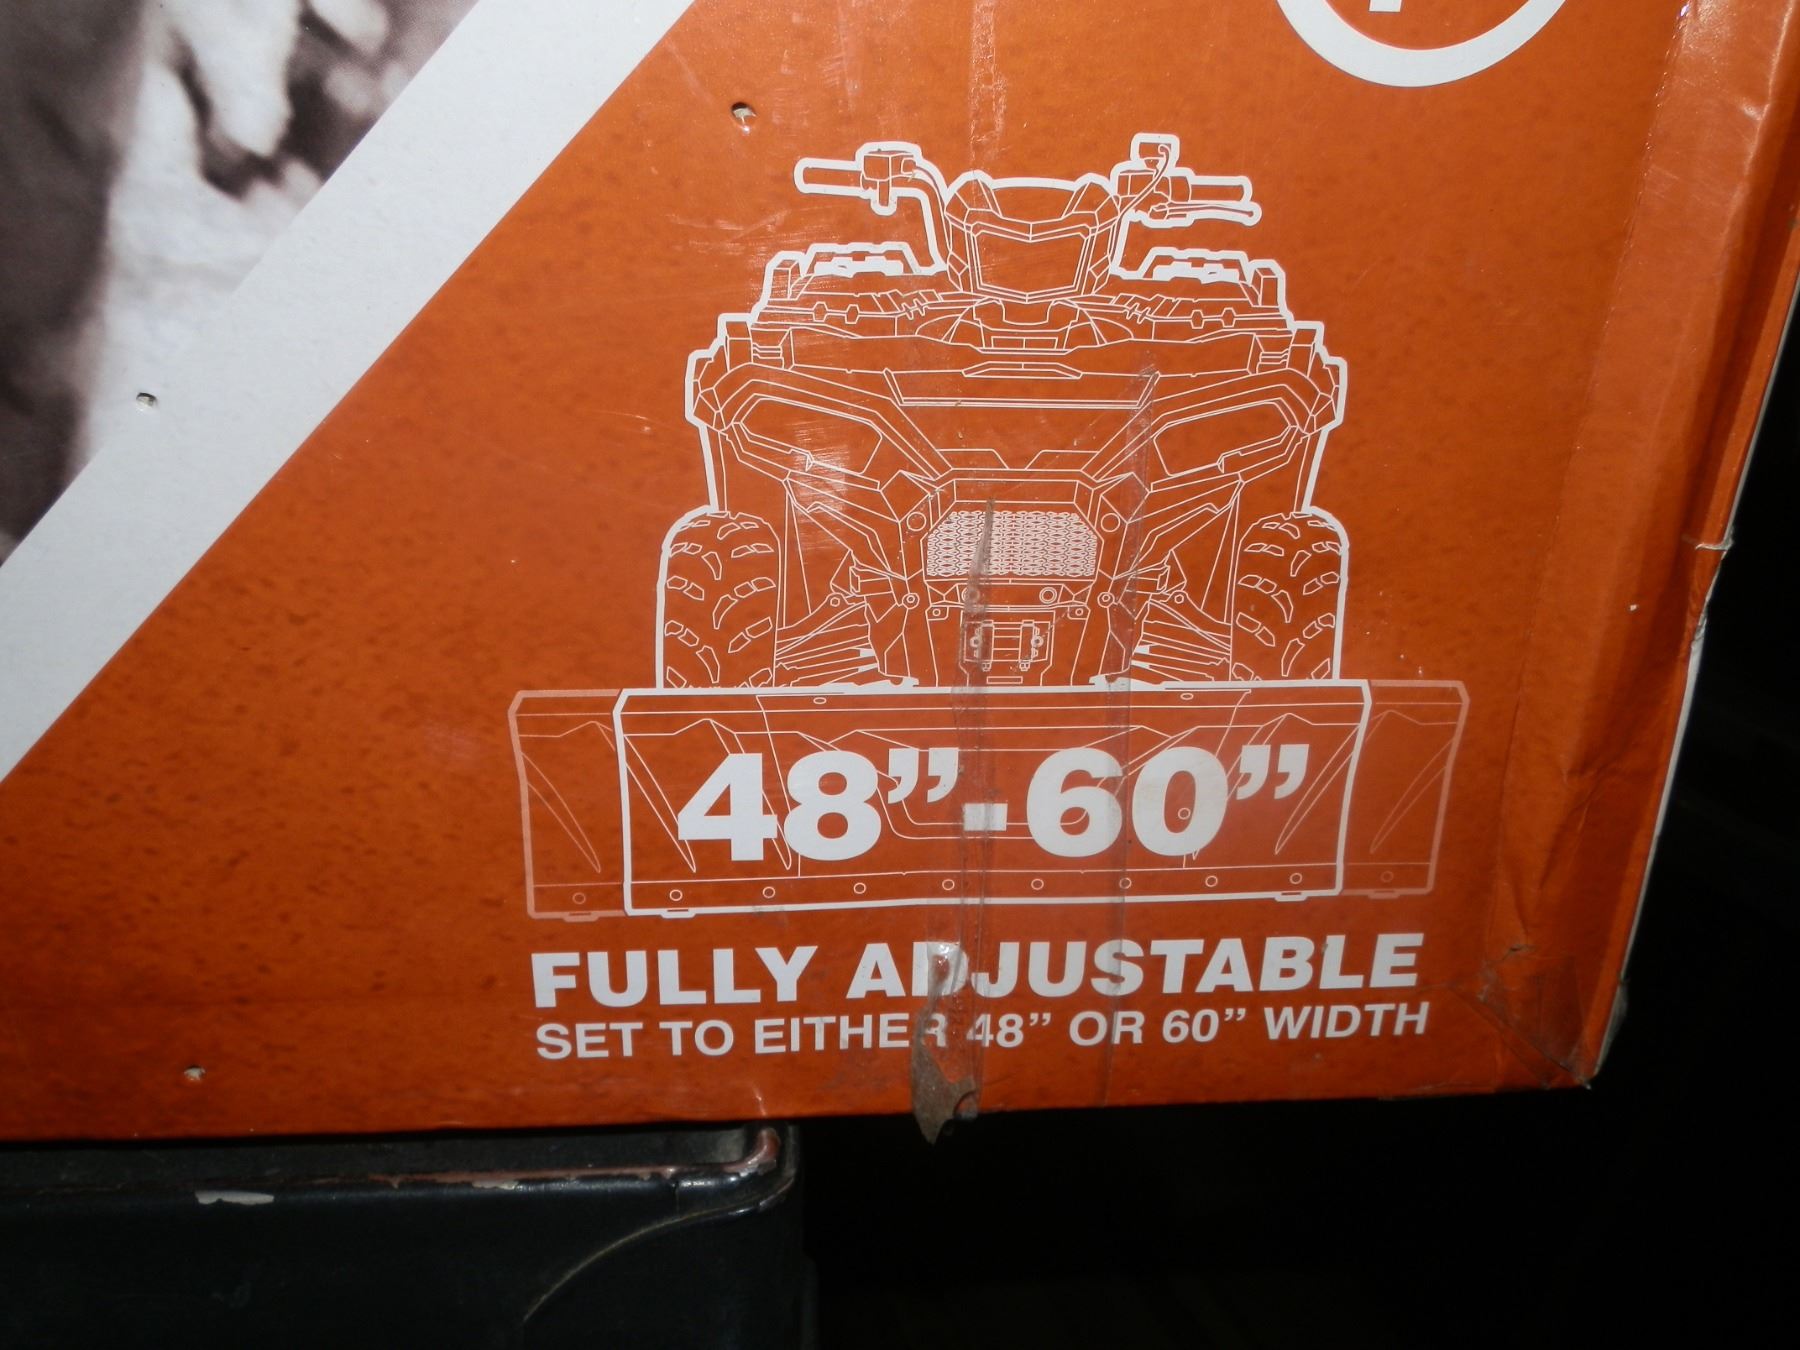 48”-60”
FULLY ADJUSTABLE
SET TO EITHER 48” OR 60” WIDTH